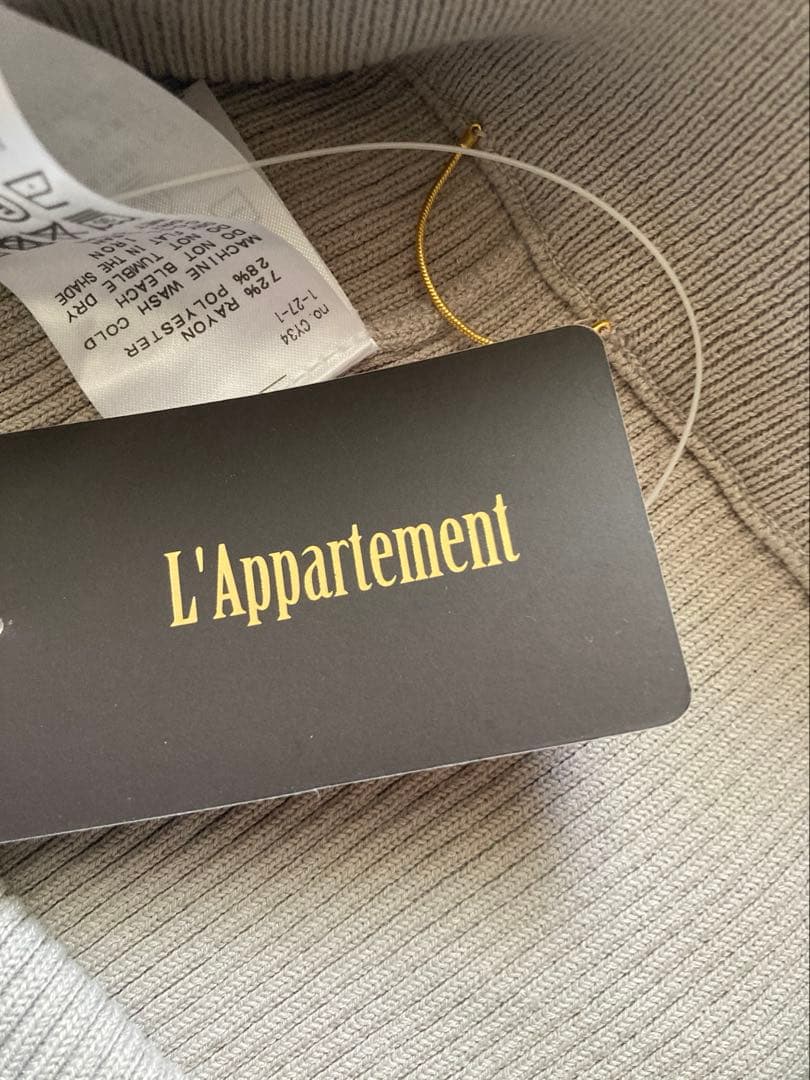 L'Appartement
no. CY34
1-27-1
72% RAYON
28% POLYESTER
MACHINE WASH COLD
DO NOT BLEACH
DO NOT TUMBLE DRY
FLAT IN THE SHADE
IRON